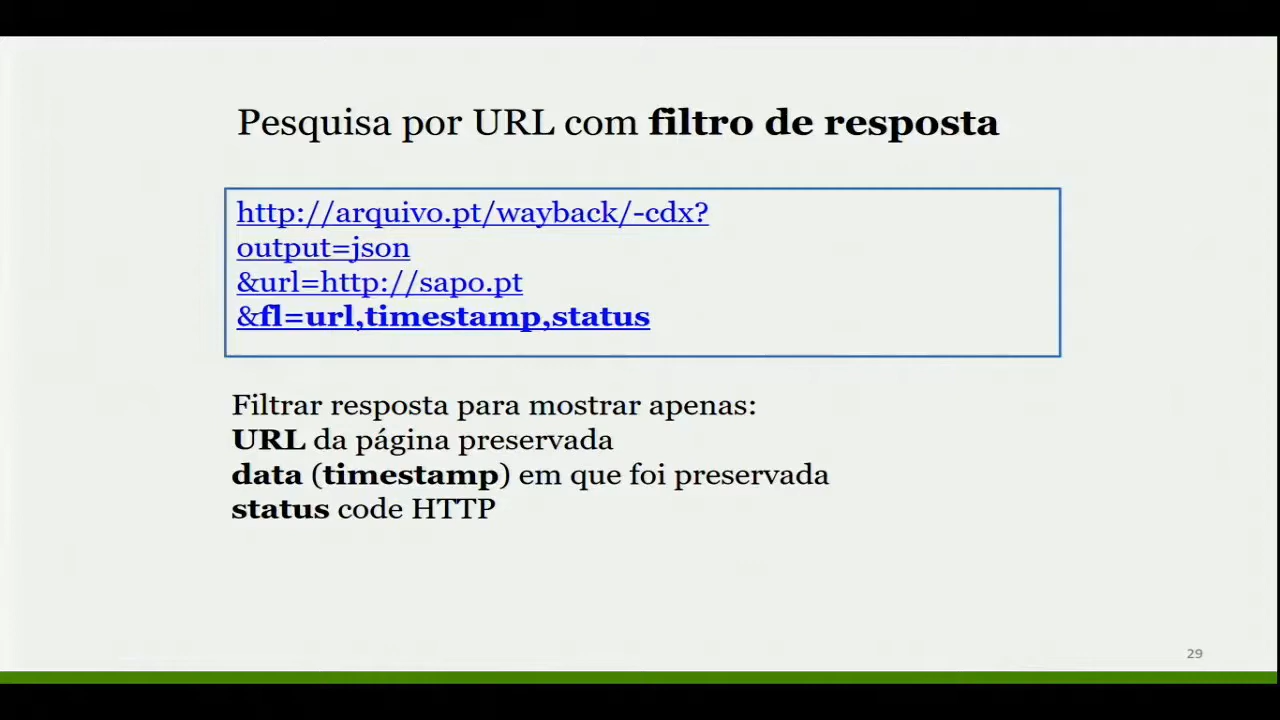 Pesquisa por URL com filtro de resposta
http://arquivo.pt/wayback/-cdx?
output=json
&url=http://sapo.pt
&fl=url,timestamp,status
Filtrar resposta para mostrar apenas:
URL da página preservada
data (timestamp) em que foi preservada
status code HTTP
29